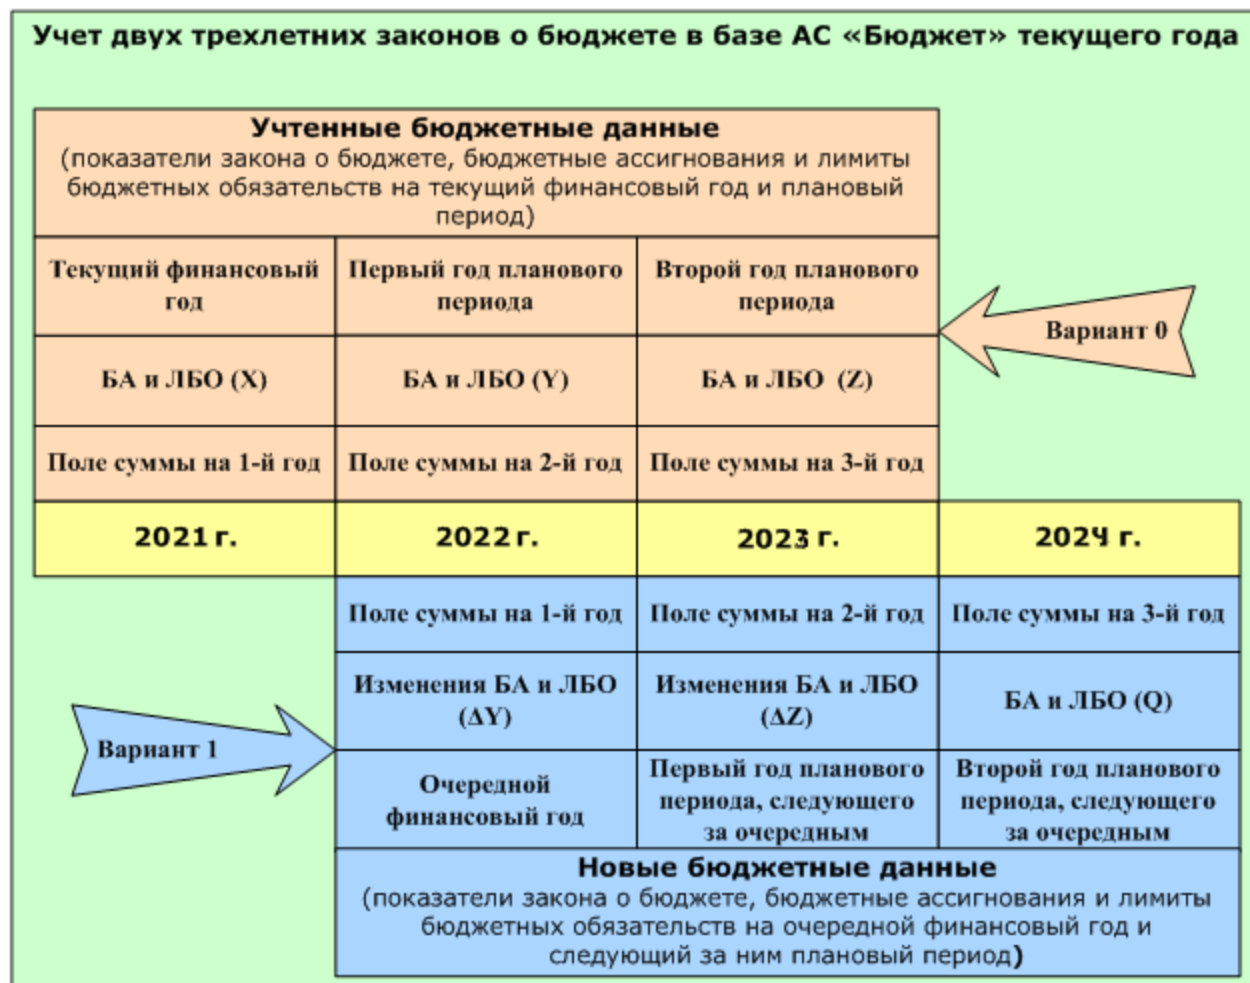 Учет двух трехлетних законов о бюджете в базе АС «Бюджет» текущего года
Учтенные бюджетные данные
(показатели закона о бюджете, бюджетные ассигнования и лимиты
бюджетных обязательств на текущий финансовый год и плановый
период)
Текущий финансовый
год
Первый год планового
периода
Второй год планового
периода
Вариант 0
БА и ЛБО (X)
БА и ЛБО (Y)
БА и ЛБО (Z)
Поле суммы на 1-й год
Поле суммы на 2-й год
Поле суммы на 3-й год
2021 г.
2022 г.
2023 г.
2024 г.
Поле суммы на 1-й год
Поле суммы на 2-й год
Поле суммы на 3-й год
Изменения БА и ЛБО
(ΔY)
Изменения БА и ЛБО
(ΔZ)
БА и ЛБО (Q)
Вариант 1
Очередной
финансовый год
Первый год планового
периода, следующего
за очередным
Второй год планового
периода, следующего
за очередным
Новые бюджетные данные
(показатели закона о бюджете, бюджетные ассигнования и лимиты
бюджетных обязательств на очередной финансовый год и
следующий за ним плановый период)